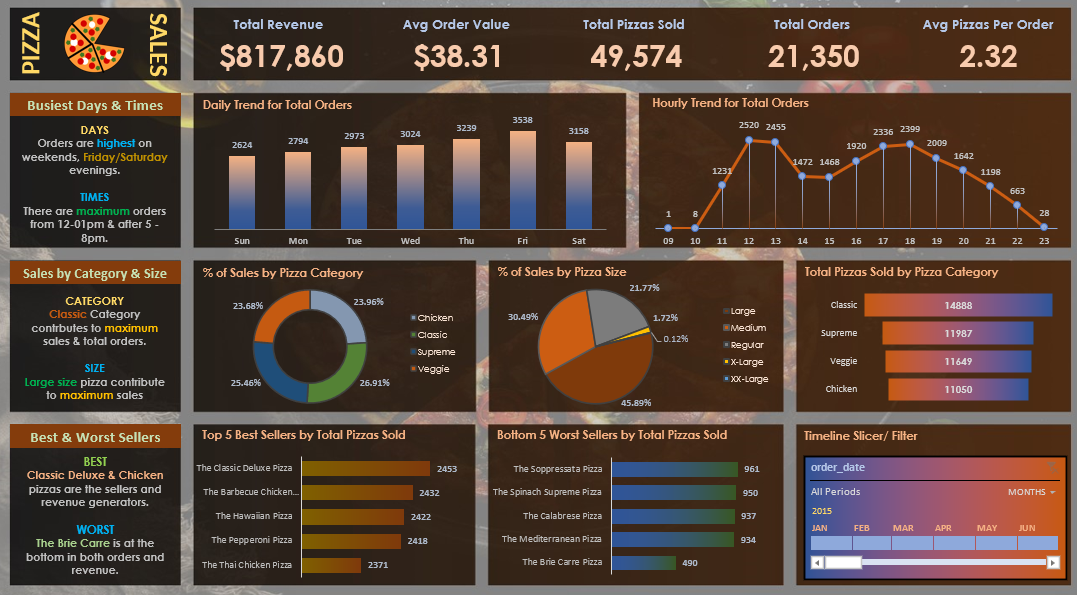 PIZZA
SALES
Total Revenue
$817,860
Avg Order Value
$38.31
Total Pizzas Sold
49,574
Total Orders
21,350
Avg Pizzas Per Order
2.32
Busiest Days & Times
DAYS
Orders are highest on
weekends, Friday/Saturday
evenings.
TIMES
There are maximum orders
from 12-01pm & after 5 -
8pm.
Daily Trend for Total Orders
2624
2794
2973
3024
3239
3538
3158
Sun
Mon
Tue
Wed
Thu
Fri
Sat
Hourly Trend for Total Orders
1
8
1231
2520
2455
1472
1468
1920
2336
2399
2009
1642
1198
663
28
09
10
11
12
13
14
15
16
17
18
19
20
21
22
23
Sales by Category & Size
CATEGORY
Classic Category
contributes to maximum
sales & total orders.
SIZE
Large size pizza contribute
to maximum sales
% of Sales by Pizza Category
23.68%
23.96%
25.46%
26.91%
Chicken
Classic
Supreme
Veggie
% of Sales by Pizza Size
21.77%
30.49%
1.72%
0.12%
45.89%
Large
Medium
Regular
X-Large
XX-Large
Total Pizzas Sold by Pizza Category
Classic 14888
Supreme 11987
Veggie 11649
Chicken 11050
Best & Worst Sellers
BEST
Classic Deluxe & Chicken
pizzas are the sellers and
revenue generators.
WORST
The Brie Carre is at the
bottom in both orders and
revenue.
Top 5 Best Sellers by Total Pizzas Sold
The Classic Deluxe Pizza 2453
The Barbecue Chicken... 2432
The Hawaiian Pizza 2422
The Pepperoni Pizza 2418
The Thai Chicken Pizza 2371
Bottom 5 Worst Sellers by Total Pizzas Sold
The Soppressata Pizza 961
The Spinach Supreme Pizza 950
The Calabrese Pizza 937
The Mediterranean Pizza 934
The Brie Carre Pizza 490
Timeline Slicer/ Filter
order_date
All Periods MONTHS
2015
JAN FEB MAR APR MAY JUN